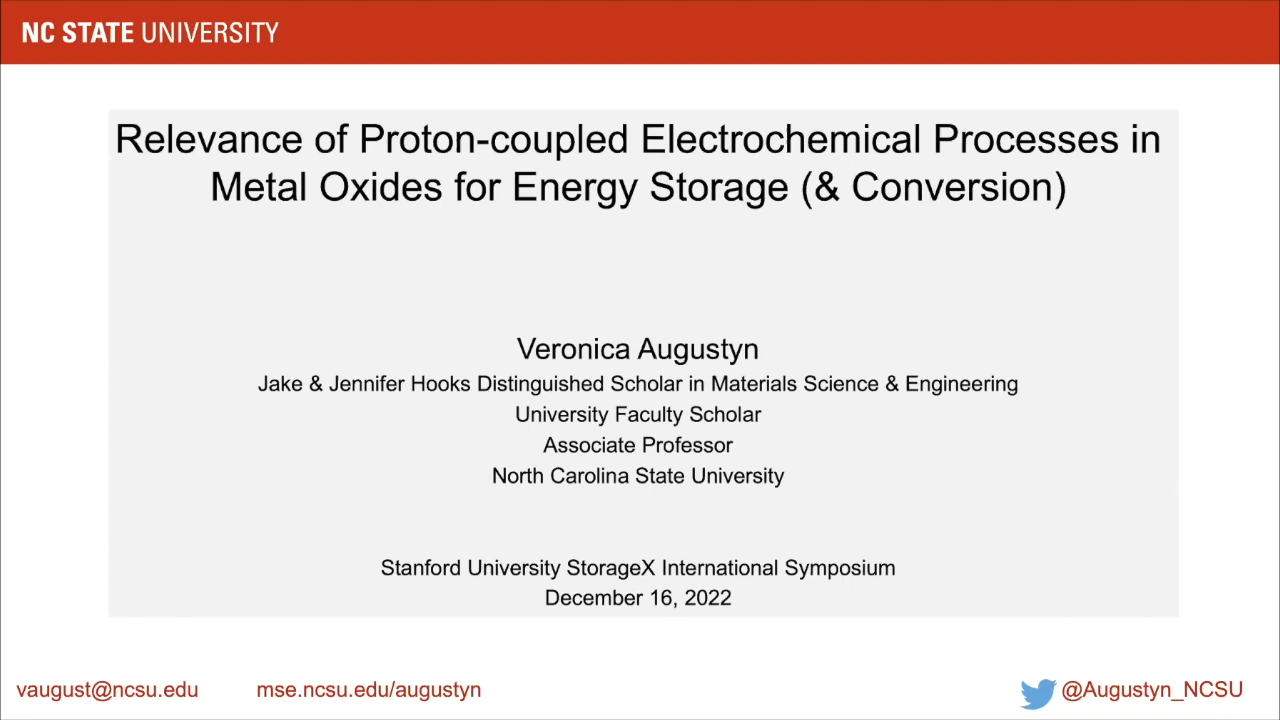 NC STATE UNIVERSITY
Relevance of Proton-coupled Electrochemical Processes in
Metal Oxides for Energy Storage (& Conversion)
Veronica Augustyn
Jake & Jennifer Hooks Distinguished Scholar in Materials Science & Engineering
University Faculty Scholar
Associate Professor
North Carolina State University
Stanford University StorageX International Symposium
December 16, 2022
vaugust@ncsu.edu mse.ncsu.edu/augustyn @Augustyn_NCSU